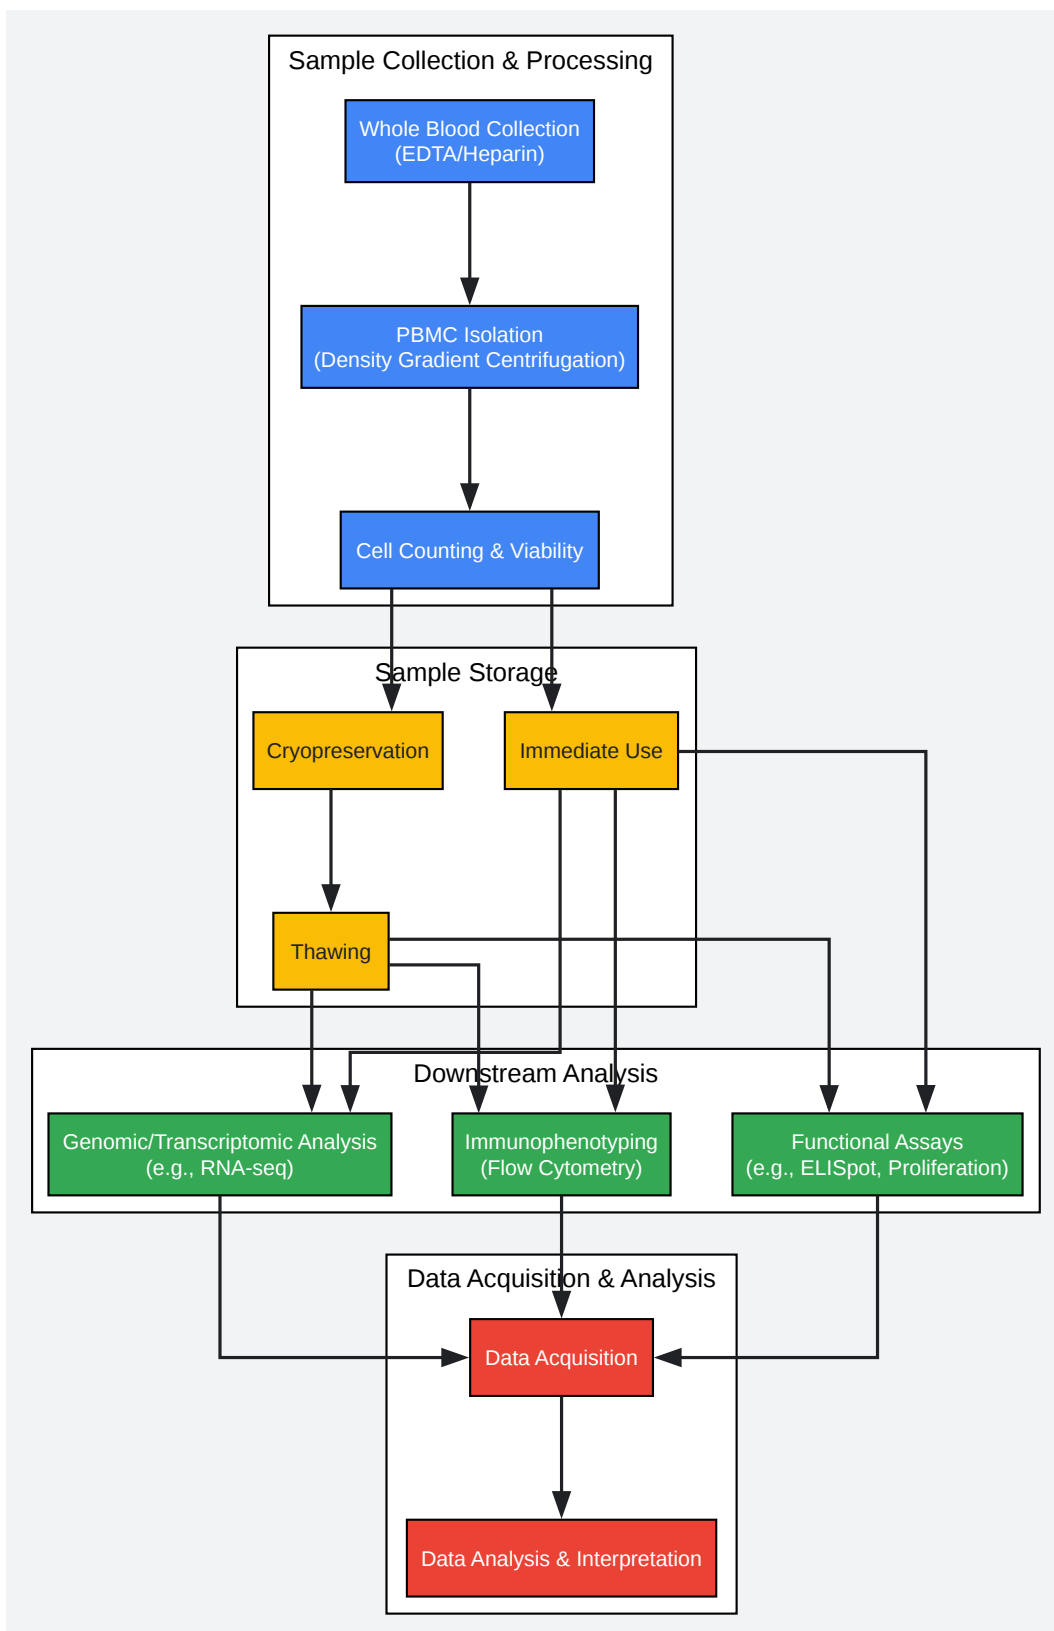 Sample Collection & Processing
Whole Blood Collection
(EDTA/Heparin)
PBMC Isolation
(Density Gradient Centrifugation)
Cell Counting & Viability
Sample Storage
Cryopreservation
Immediate Use
Thawing
Downstream Analysis
Genomic/Transcriptomic Analysis
(e.g., RNA-seq)
Immunophenotyping
(Flow Cytometry)
Functional Assays
(e.g., ELISpot, Proliferation)
Data Acquisition & Analysis
Data Acquisition
Data Analysis & Interpretation